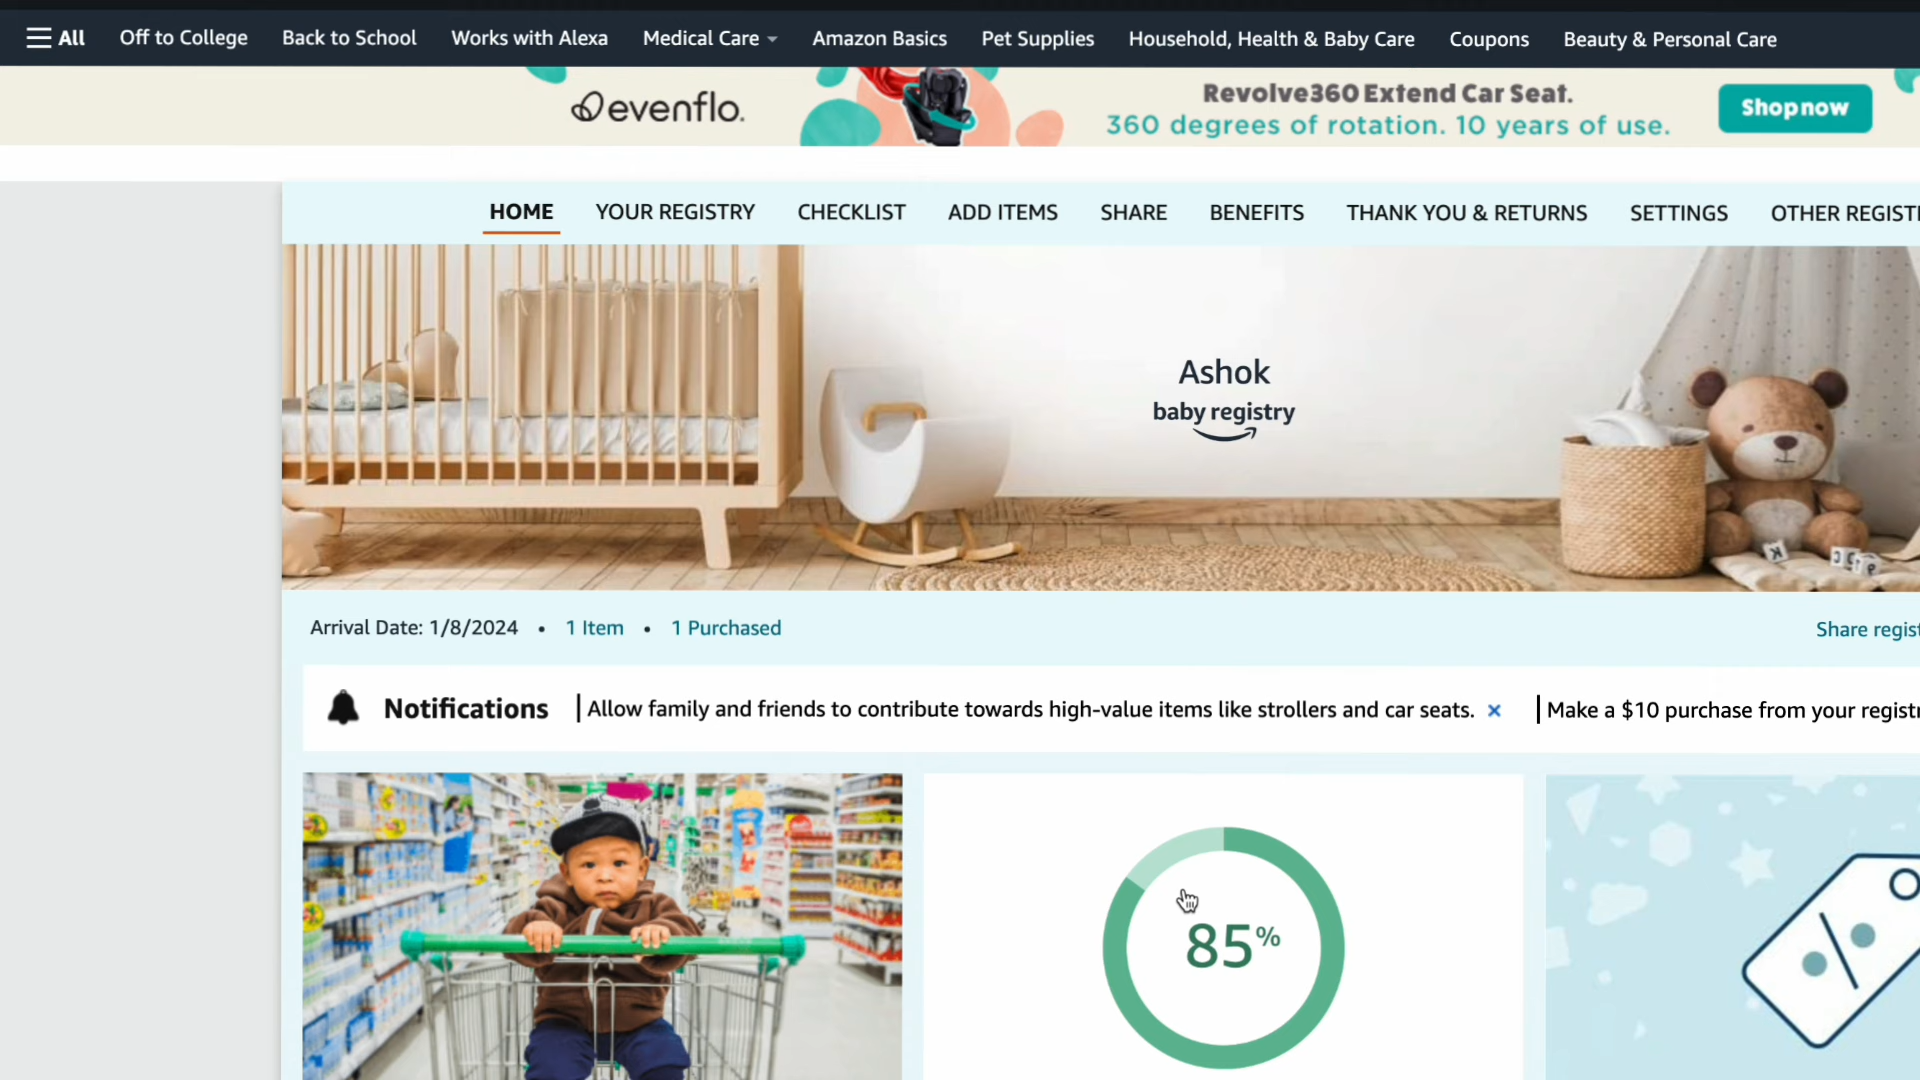 All Off to College Back to School Works with Alexa Medical Care Amazon Basics Pet Supplies Household, Health & Baby Care Coupons Beauty & Personal Care
evenflo.
Revolve360 Extend Car Seat.
360 degrees of rotation. 10 years of use.
Shop now
HOME YOUR REGISTRY CHECKLIST ADD ITEMS SHARE BENEFITS THANK YOU & RETURNS SETTINGS OTHER REGISTI
Ashok
baby registry
Arrival Date: 1/8/2024 • 1 Item • 1 Purchased
Share regist
Notifications Allow family and friends to contribute towards high-value items like strollers and car seats. × Make a $10 purchase from your registr
85%